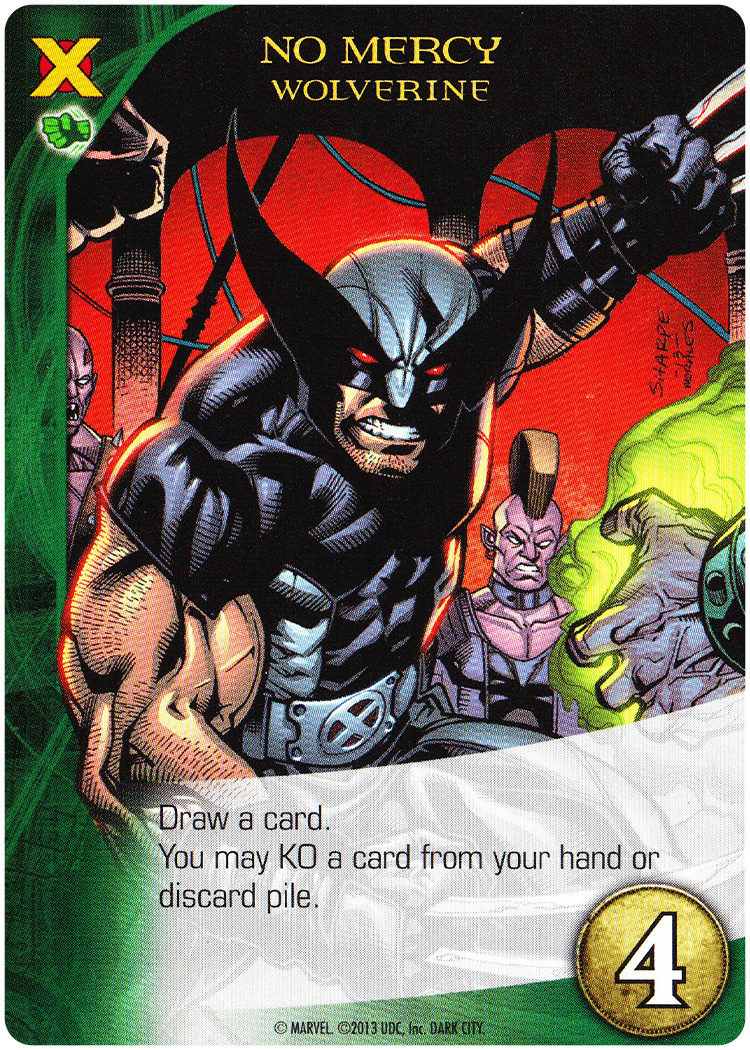 NO MERCY
WOLVERINE
SHARPE
Draw a card.
You may KO a card from your hand or
discard pile.
4
© MARVEL. ©2013 UDC, Inc. DARK CITY